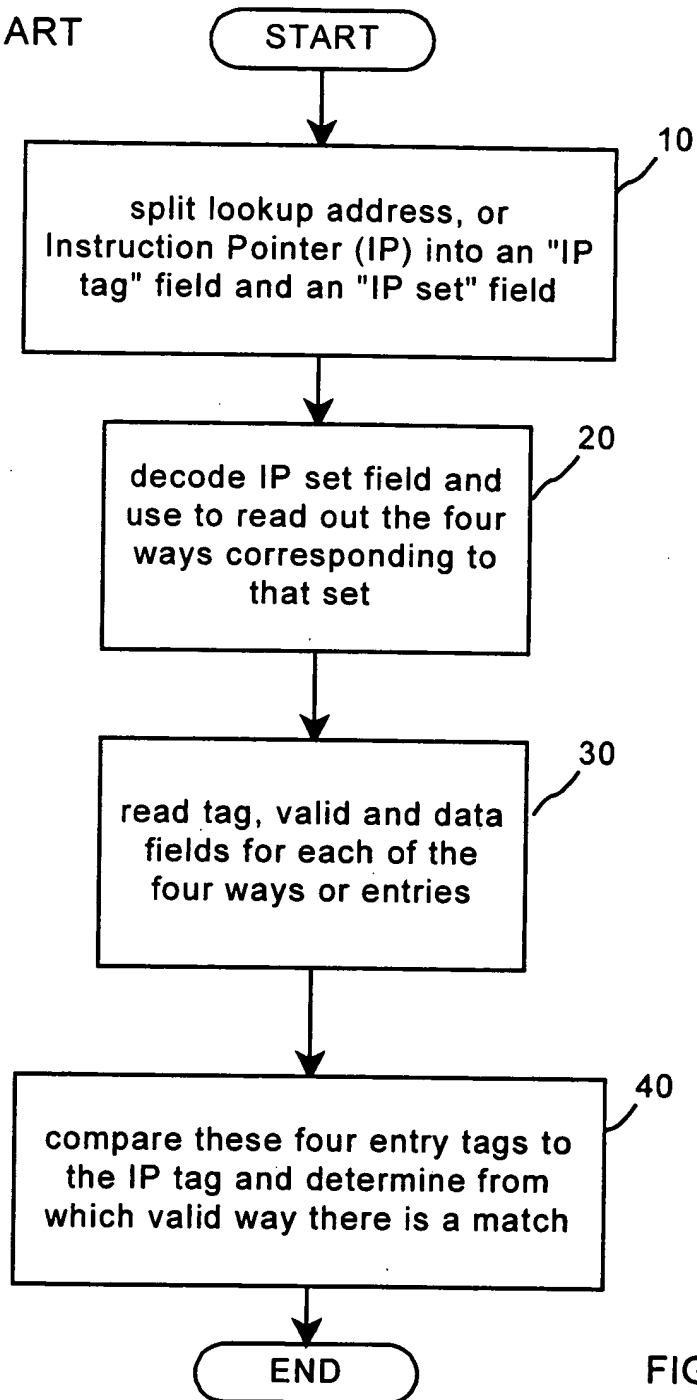 ART
START
10
split lookup address, or
Instruction Pointer (IP) into an "IP
tag" field and an "IP set" field
20
decode IP set field and
use to read out the four
ways corresponding to
that set
30
read tag, valid and data
fields for each of the
four ways or entries
40
compare these four entry tags to
the IP tag and determine from
which valid way there is a match
END
FIG